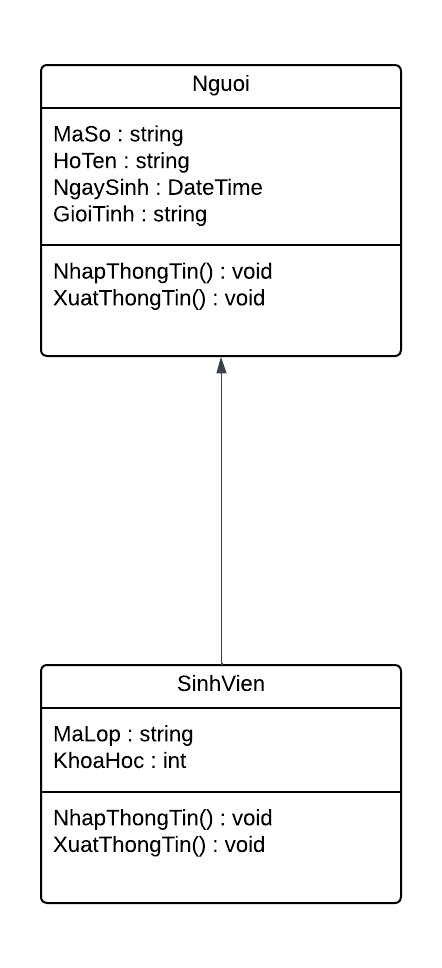 Nguoi
MaSo : string
HoTen : string
NgaySinh : DateTime
GioiTinh : string
NhapThongTin() : void
XuatThongTin() : void
SinhVien
MaLop : string
KhoaHoc : int
NhapThongTin() : void
XuatThongTin() : void